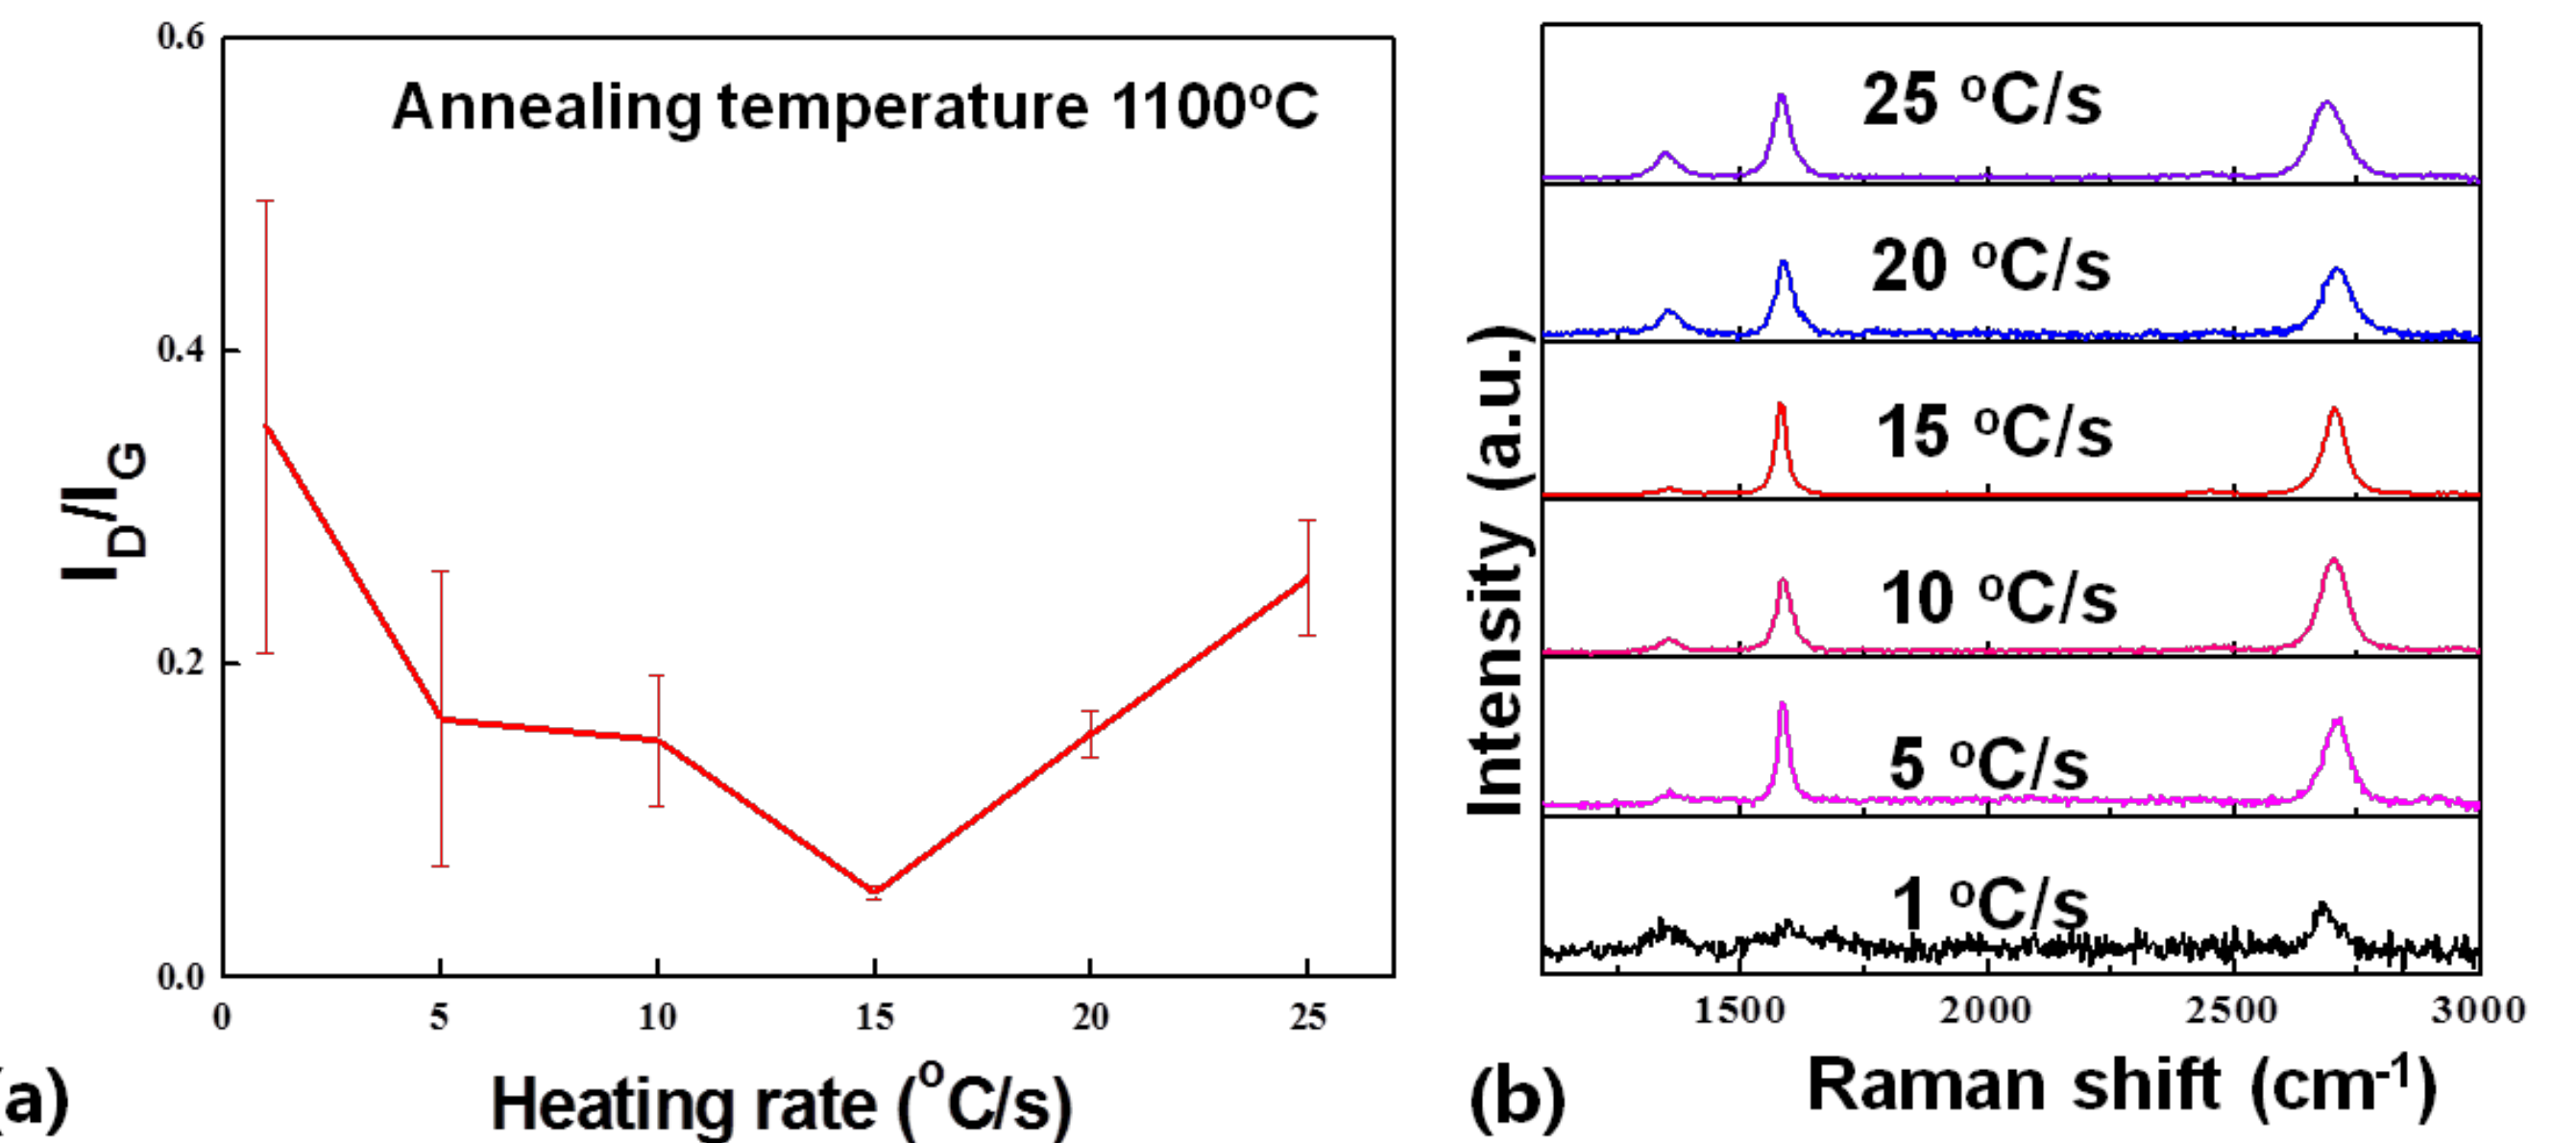 0.6
0.4
0.2
0.0
I_D/I_G
Annealing temperature 1100°C
0 5 10 15 20 25
Heating rate (°C/s)
(a)
Intensity (a.u.)
25 °C/s
20 °C/s
15 °C/s
10 °C/s
5 °C/s
1 °C/s
1500 2000 2500 3000
Raman shift (cm⁻¹)
(b)